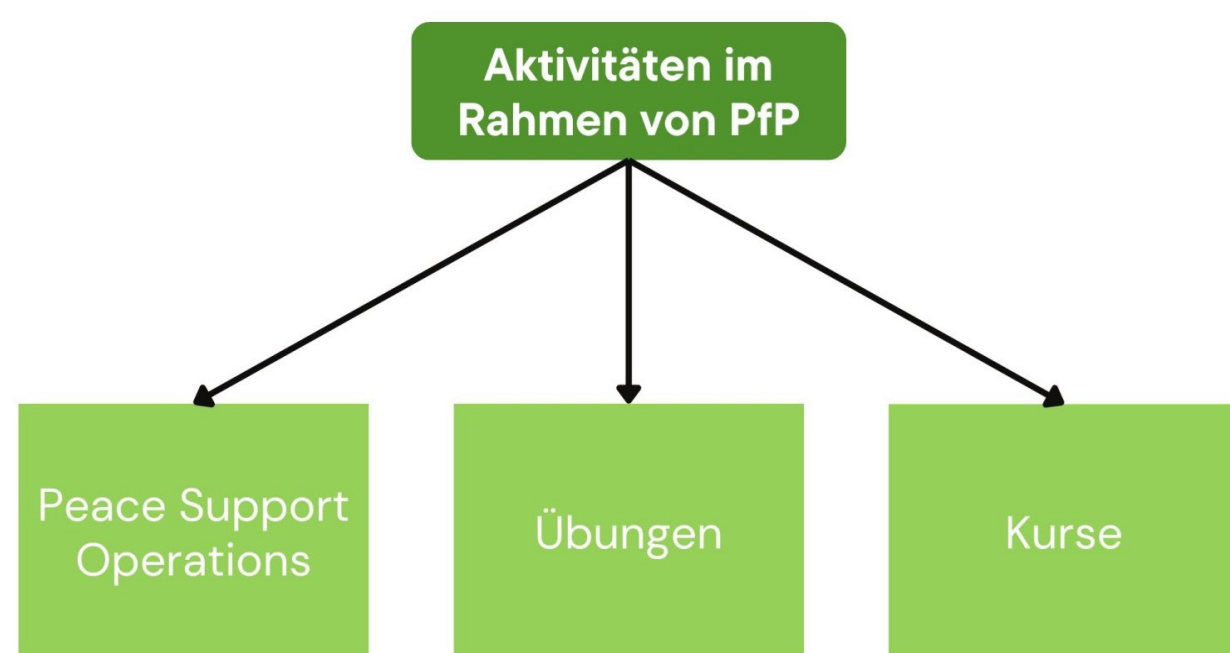 Aktivitäten im
Rahmen von PfP
Peace Support
Operations
Übungen
Kurse